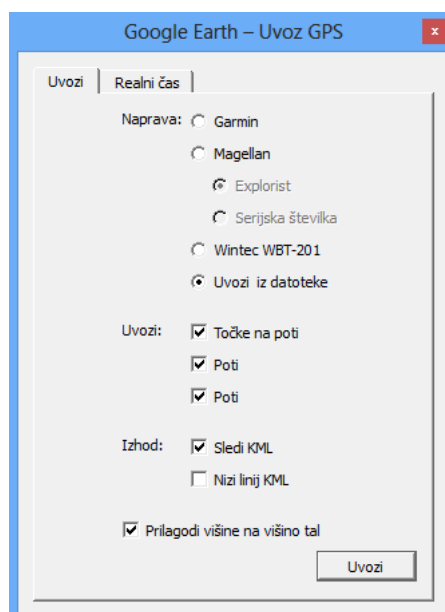 Google Earth – Uvoz GPS
x
Uvozi Realni čas
Naprava: Garmin
Magellan
Explorist
Serijska številka
Wintec WBT-201
Uvozi iz datoteke
Uvozi: Točke na poti
Poti
Poti
Izhod: Sledi KML
Nizi linij KML
Prilagodi višine na višino tal
Uvozi